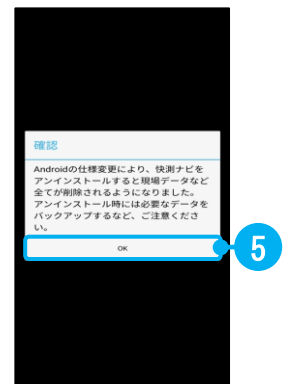 確認
Androidの仕様変更により、快測ナビを
アンインストールすると現場データなど
全てが削除されるようになりました。
アンインストール時には必要なデータを
バックアップするなど、ご注意くださ
い。
OK
5